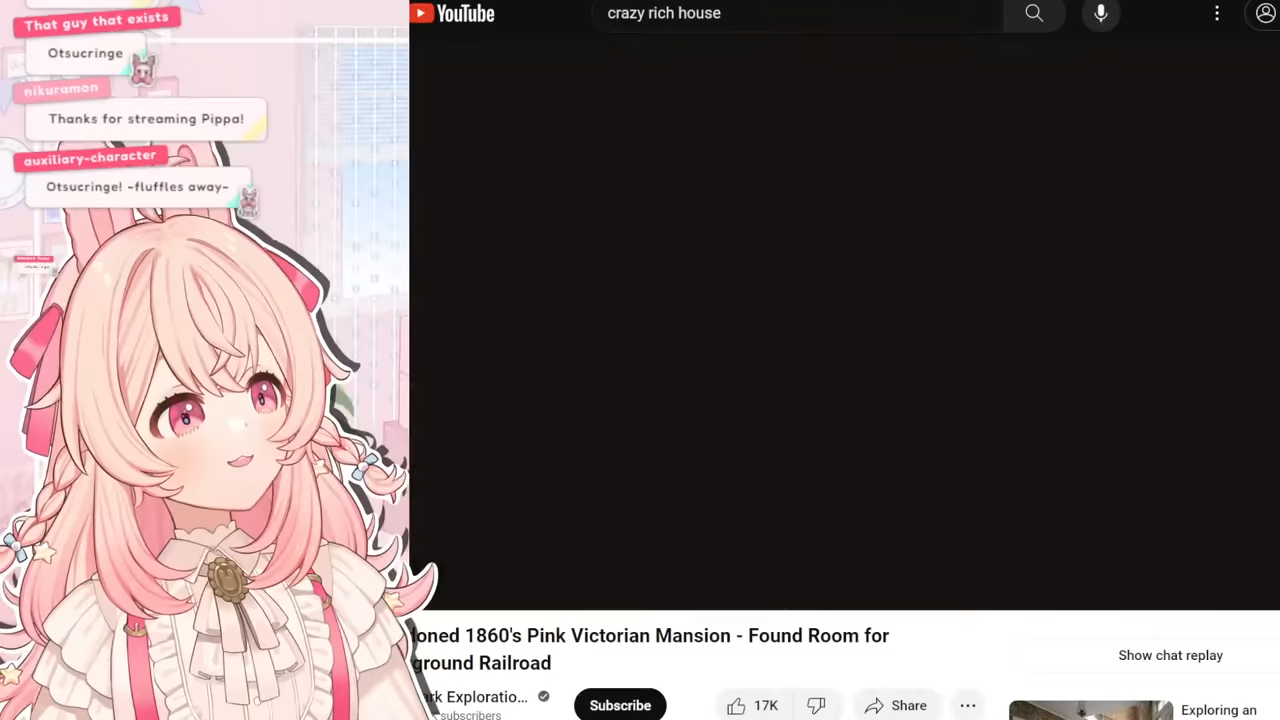 That guy that exists
Otsucringe
nikuramon
Thanks for streaming Pippa!
auxiliary-character
Otsucringe! ~fluffles away~
YouTube
crazy rich house
loned 1860's Pink Victorian Mansion - Found Room for
ground Railroad
Show chat replay
ark Exploratio...
subscribers
Subscribe
17K
Share
Exploring an